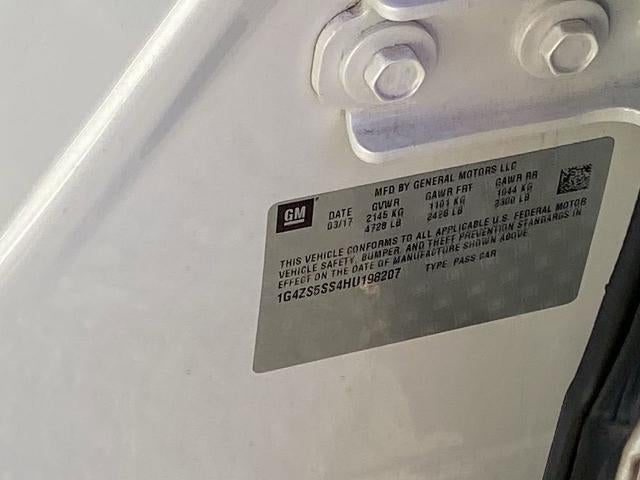 GM
MFD BY GENERAL MOTORS LLC
DATE GVWR GAWR FRT GAWR RR
03/17 2145 KG 1101 KG 1044 KG
4728 LB 2426 LB 2300 LB
THIS VEHICLE CONFORMS TO ALL APPLICABLE U.S. FEDERAL MOTOR
VEHICLE SAFETY, BUMPER, AND THEFT PREVENTION STANDARDS IN
EFFECT ON THE DATE OF MANUFACTURE SHOWN ABOVE.
1G4ZS5SS4HU198207 TYPE: PASS CAR